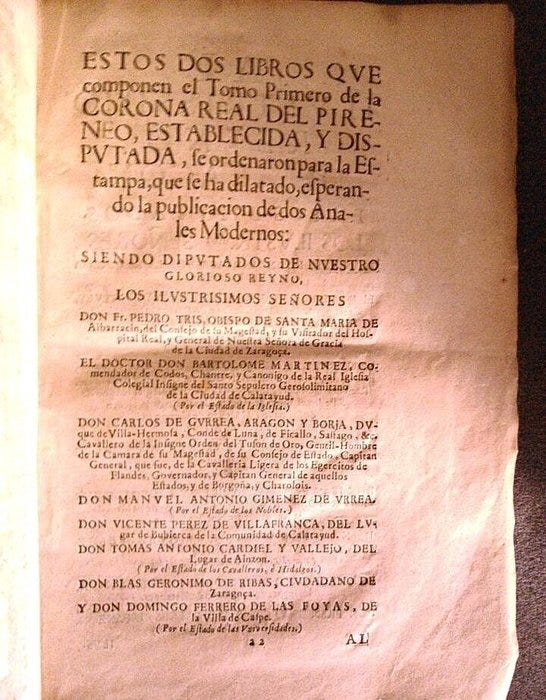 ESTOS DOS LIBROS QVE
componen el Tomo Primero de la
CORONA REAL DEL PIRE-
NEO, ESTABLECIDA, Y DIS-
PVTADA, se ordenaron para la Es-
tampa, que se ha dilatado, esperan-
do la publicacion de dos Ana-
les Modernos:
SIENDO DIPVTADOS DE NVESTRO
GLORIOSO REYNO,
LOS ILVSTRISIMOS SEÑORES
DON Fr. PEDRO TRIS, OBISPO DE SANTA MARIA DE
Albarracin, del Consejo de su Magestad, y su Visitador del Hos-
pital Real, y General de Nuestra Señora de Gracia
de la Ciudad de Zaragoça.
EL DOCTOR DON BARTOLOME MARTINEZ, Co-
mendador de Codos, Chantre, y Canonigo de la Real Iglesia
Colegial Insigne del Santo Sepulcro Gerosolimitano
de la Ciudad de Calatayud.
(Por el Estado de la Iglesia.)
DON CARLOS DE GVRREA, ARAGON Y BORJA, DV-
que de Villa-Hermosa, Conde de Luna, de Ficallo, Sastago, &c.
Cavallero de la Insigne Orden del Tuson de Oro, Gentil-Hombre
de la Camara de su Magestad, de su Consejo de Estado, Capitan
General, que fue, de la Cavalleria Ligera de los Egercitos de
Flandes, Governador, y Capitan General de aquellos
Estados, y de Borgoña, y Charolois.
DON MANVEL ANTONIO GIMENEZ DE VRREA.
(Por el Estado de los Nobles.)
DON VICENTE PEREZ DE VILLAFRANCA, DEL LV-
gar de Bubierca de la Comunidad de Calatayud.
DON TOMAS ANTONIO CARDIEL Y VALLEJO, DEL
Lugar de Ainzon.
(Por el Estado de los Cavalleros, è Hidalgos.)
DON BLAS GERONIMO DE RIBAS, CIVDADANO DE
Zaragoça.
Y DON DOMINGO FERRERO DE LAS FOYAS, DE
la Villa de Caspe.
(Por el Estado de las Vniversidades.)
a2 AL